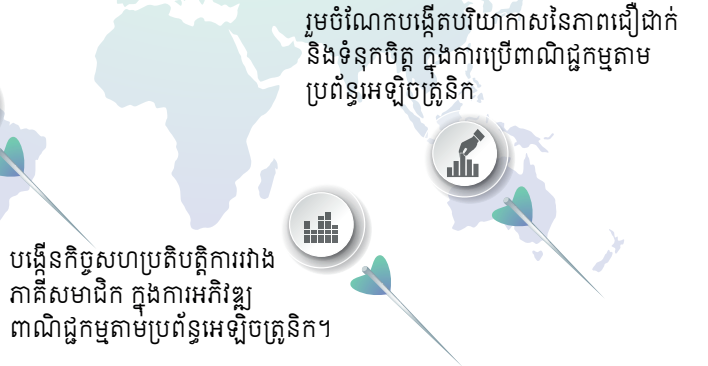 រួមចំណែកបង្កើតបរិយាកាសនៃភាពជឿជាក់
និងទំនុកចិត្ត ក្នុងការប្រើពាណិជ្ជកម្មតាម
ប្រព័ន្ធអេឡិចត្រូនិក
បង្កើនកិច្ចសហប្រតិបត្តិការរវាង
ភាគីសមាជិក ក្នុងការអភិវឌ្ឍ
ពាណិជ្ជកម្មតាមប្រព័ន្ធអេឡិចត្រូនិក។